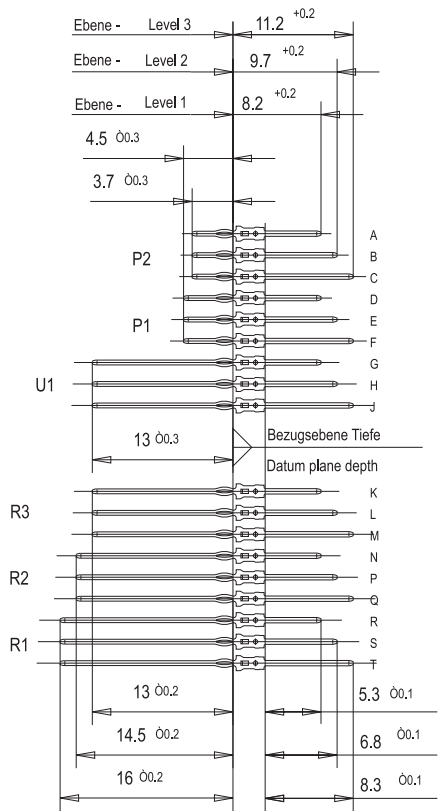 Ebene - Level 3 11.2 +0.2
Ebene - Level 2 9.7 +0.2
Ebene - Level 1 8.2 +0.2
4.5 Ò0.3
3.7 Ò0.3
A
P2 B
C
D
P1 E
F
G
U1 H
J
13 Ò0.3 Bezugsebene Tiefe
Datum plane depth
K
R3 L
M
N
R2 P
Q
R
R1 S
T
13 Ò0.2 5.3 Ò0.1
14.5 Ò0.2 6.8 Ò0.1
16 Ò0.2 8.3 Ò0.1